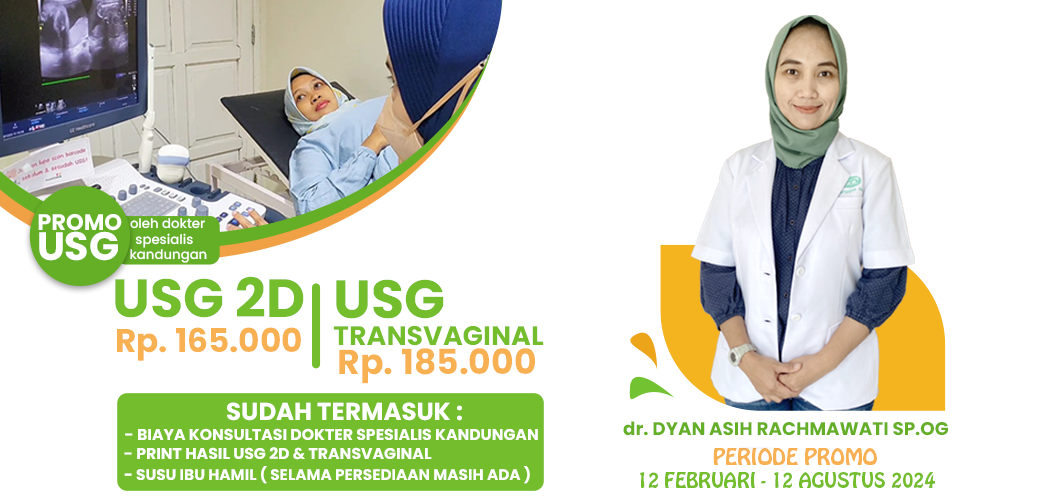 PROMO
USG
oleh dokter
spesialis
kandungan
USG 2D
Rp. 165.000
USG
TRANSVAGINAL
Rp. 185.000
SUDAH TERMASUK :
- BIAYA KONSULTASI DOKTER SPESIALIS KANDUNGAN
- PRINT HASIL USG 2D & TRANSVAGINAL
- SUSU IBU HAMIL ( SELAMA PERSEDIAAN MASIH ADA )
dr. DYAN ASIH RACHMAWATI SP.OG
PERIODE PROMO
12 FEBRUARI - 12 AGUSTUS 2024